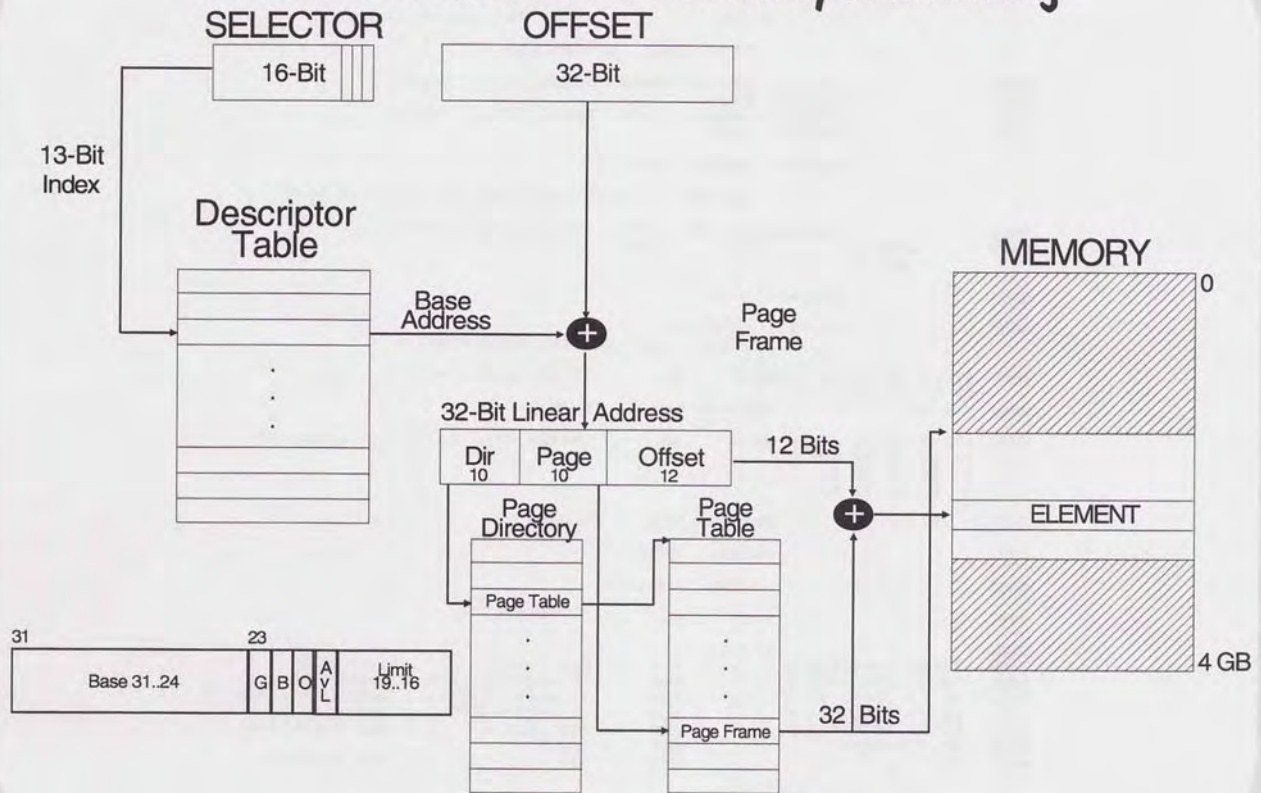 SELECTOR
OFFSET
16-Bit
32-Bit
13-Bit
Index
Descriptor
Table
MEMORY
0
Base
Address
+
Page
Frame
32-Bit Linear Address
Dir
10
Page
10
Offset
12
12 Bits
Page
Directory
Page
Table
+
ELEMENT
Page Table
31
23
Base 31..24
G
B
O
A
V
L
Limit
19..16
4 GB
Page Frame
32 Bits